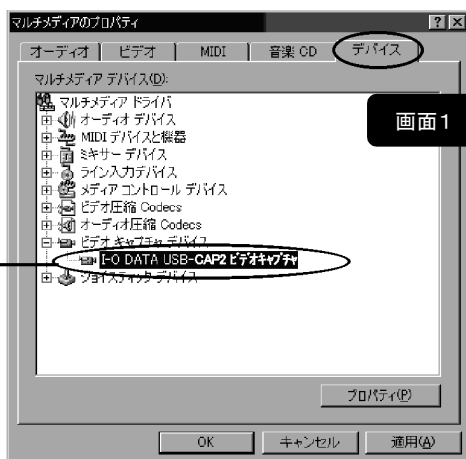 マルチメディアのプロパティ
オーディオ ビデオ MIDI 音楽 CD デバイス
マルチメディア デバイス(D):
マルチメディア ドライバ
画面1
オーディオ デバイス
MIDI デバイスと機器
ミキサー デバイス
ライン入力デバイス
メディア コントロール デバイス
ビデオ圧縮 Codecs
オーディオ圧縮 Codecs
ビデオ キャプチャ デバイス
I-O DATA USB-CAP2 ビデオキャプチャ
ジョイスティック デバイス
プロパティ(P)
OK キャンセル 適用(A)